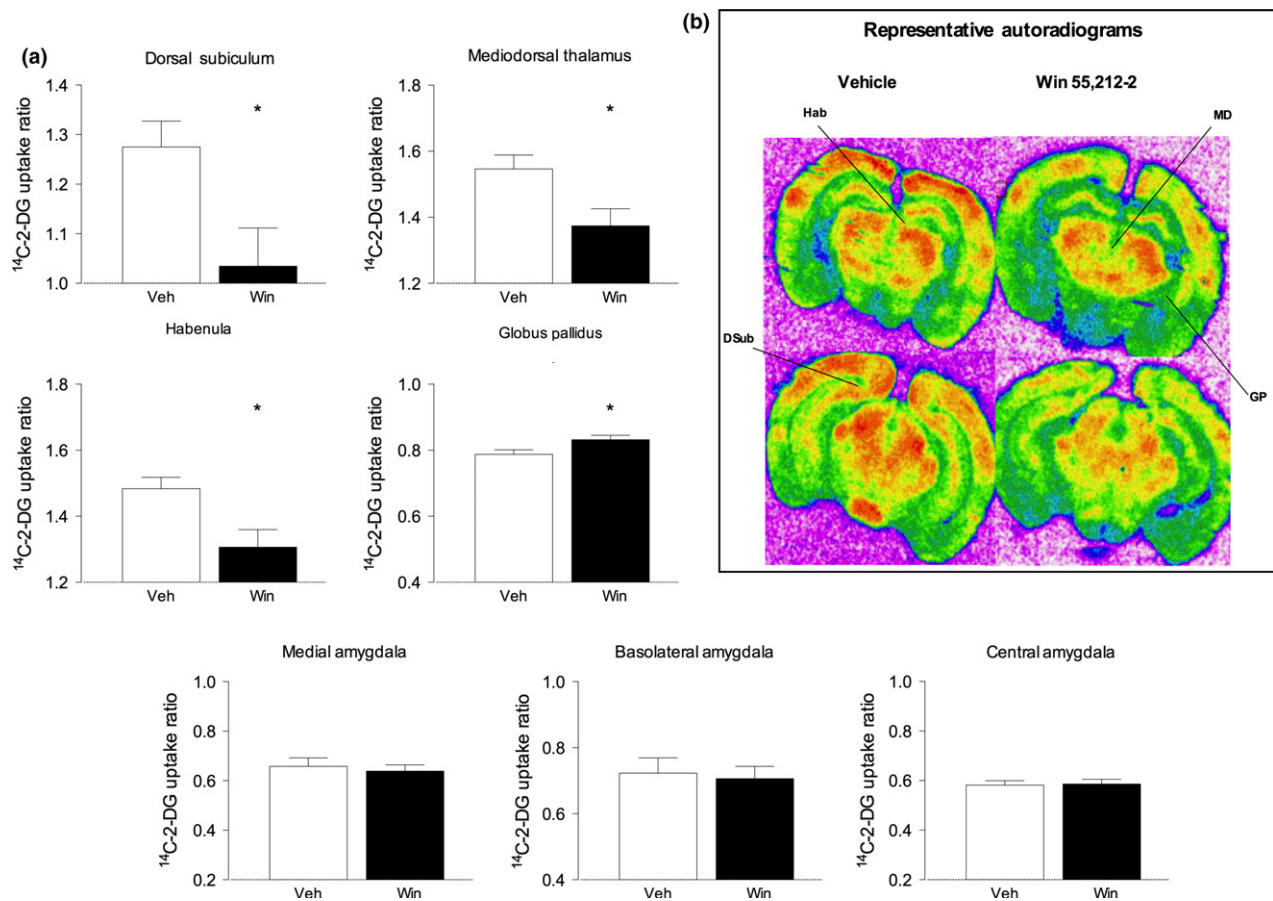 (a)
Dorsal subiculum
¹⁴C-2-DG uptake ratio
1.4
1.3
1.2
1.1
1.0
*
Veh Win
Mediodorsal thalamus
¹⁴C-2-DG uptake ratio
1.8
1.6
1.4
1.2
*
Veh Win
Habenula
¹⁴C-2-DG uptake ratio
1.8
1.6
1.4
1.2
*
Veh Win
Globus pallidus
¹⁴C-2-DG uptake ratio
1.0
0.8
0.6
0.4
*
Veh Win
(b)
Representative autoradiograms
Vehicle Win 55,212-2
Hab
MD
DSub
GP
Medial amygdala
¹⁴C-2-DG uptake ratio
1.0
0.8
0.6
0.4
0.2
Veh Win
Basolateral amygdala
¹⁴C-2-DG uptake ratio
1.0
0.8
0.6
0.4
Veh Win
Central amygdala
¹⁴C-2-DG uptake ratio
1.0
0.8
0.6
0.4
0.2
Veh Win